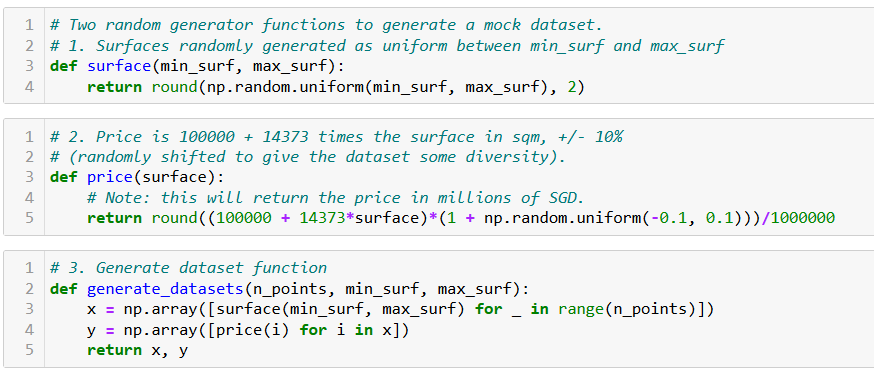 1 # Two random generator functions to generate a mock dataset.
2 # 1. Surfaces randomly generated as uniform between min_surf and max_surf
3 def surface(min_surf, max_surf):
4     return round(np.random.uniform(min_surf, max_surf), 2)
1 # 2. Price is 100000 + 14373 times the surface in sqm, +/- 10%
2 # (randomly shifted to give the dataset some diversity).
3 def price(surface):
4     # Note: this will return the price in millions of SGD.
5     return round((100000 + 14373*surface)*(1 + np.random.uniform(-0.1, 0.1)))/1000000
1 # 3. Generate dataset function
2 def generate_datasets(n_points, min_surf, max_surf):
3     x = np.array([surface(min_surf, max_surf) for _ in range(n_points)])
4     y = np.array([price(i) for i in x])
5     return x, y